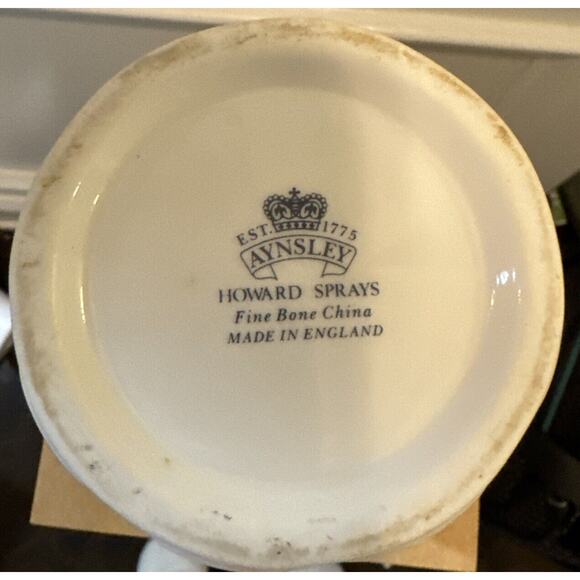 EST. 1775
AYNSLEY
HOWARD SPRAYS
Fine Bone China
MADE IN ENGLAND